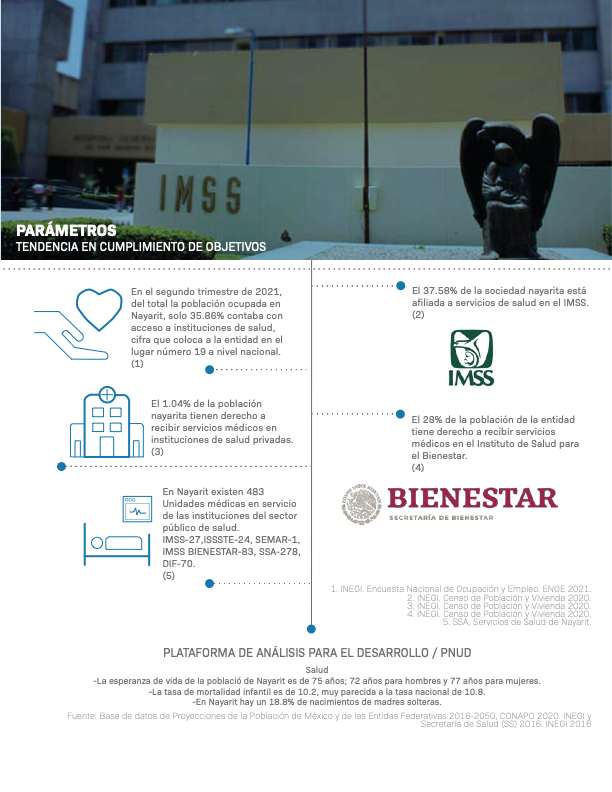 HOSPITAL GENERAL
IMSS
PARÁMETROS
TENDENCIA EN CUMPLIMIENTO DE OBJETIVOS
En el segundo trimestre de 2021,
del total la población ocupada en
Nayarit, solo 35.86% contaba con
acceso a instituciones de salud,
cifra que coloca a la entidad en el
lugar número 19 a nivel nacional.
(1)
El 1.04% de la población
nayarita tienen derecho a
recibir servicios médicos en
instituciones de salud privadas.
(3)
En Nayarit existen 483
Unidades médicas en servicio
de las instituciones del sector
público de salud.
IMSS-27,ISSSTE-24, SEMAR-1,
IMSS BIENESTAR-83, SSA-278,
DIF-70.
(5)
El 37.58% de la sociedad nayarita está
afiliada a servicios de salud en el IMSS.
(2)
IMSS
El 28% de la población de la entidad
tiene derecho a recibir servicios
médicos en el Instituto de Salud para
el Bienestar.
(4)
BIENESTAR
SECRETARÍA DE BIENESTAR
1. INEGI. Encuesta Nacional de Ocupación y Empleo. ENOE 2021.
2. INEGI. Censo de Población y Vivienda 2020.
3. INEGI. Censo de Población y Vivienda 2020.
4. INEGI. Censo de Población y Vivienda 2020.
5. SSA, Servicios de Salud de Nayarit.
PLATAFORMA DE ANÁLISIS PARA EL DESARROLLO / PNUD
Salud
-La esperanza de vida de la població de Nayarit es de 75 años; 72 años para hombres y 77 años para mujeres.
-La tasa de mortalidad infantil es de 10.2, muy parecida a la tasa nacional de 10.8.
-En Nayarit hay un 18.8% de nacimientos de madres solteras.
Fuente: Base de datos de Proyecciones de la Población de México y de las Entidas Federativas 2016-2050, CONAPO 2020. INEGI y
Secretaría de Salud (SS) 2016. INEGI 2016